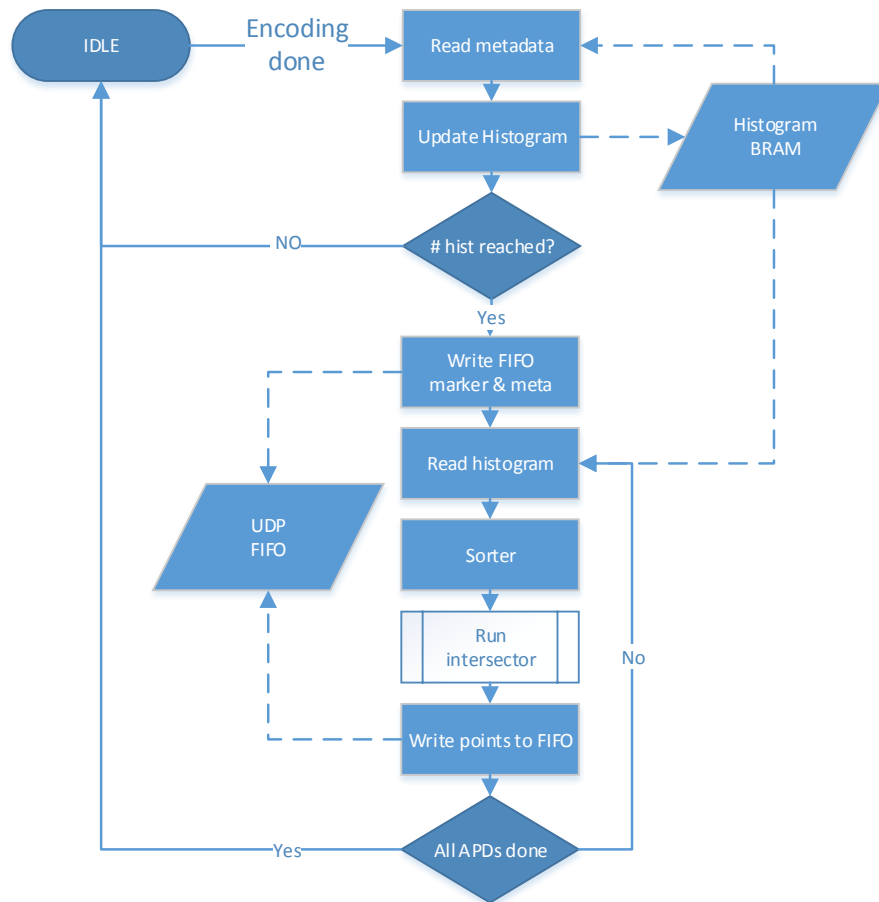 IDLE
Encoding
done
Read metadata
Update Histogram
Histogram
BRAM
NO
# hist reached?
Yes
Write FIFO
marker & meta
Read histogram
UDP
FIFO
Sorter
Run
intersector
No
Write points to FIFO
Yes
All APDs done